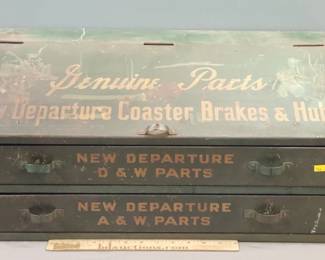 Genuine Parts
Departure Coaster Brakes & Hub
NEW DEPARTURE
D & W PARTS
NEW DEPARTURE
A & W PARTS